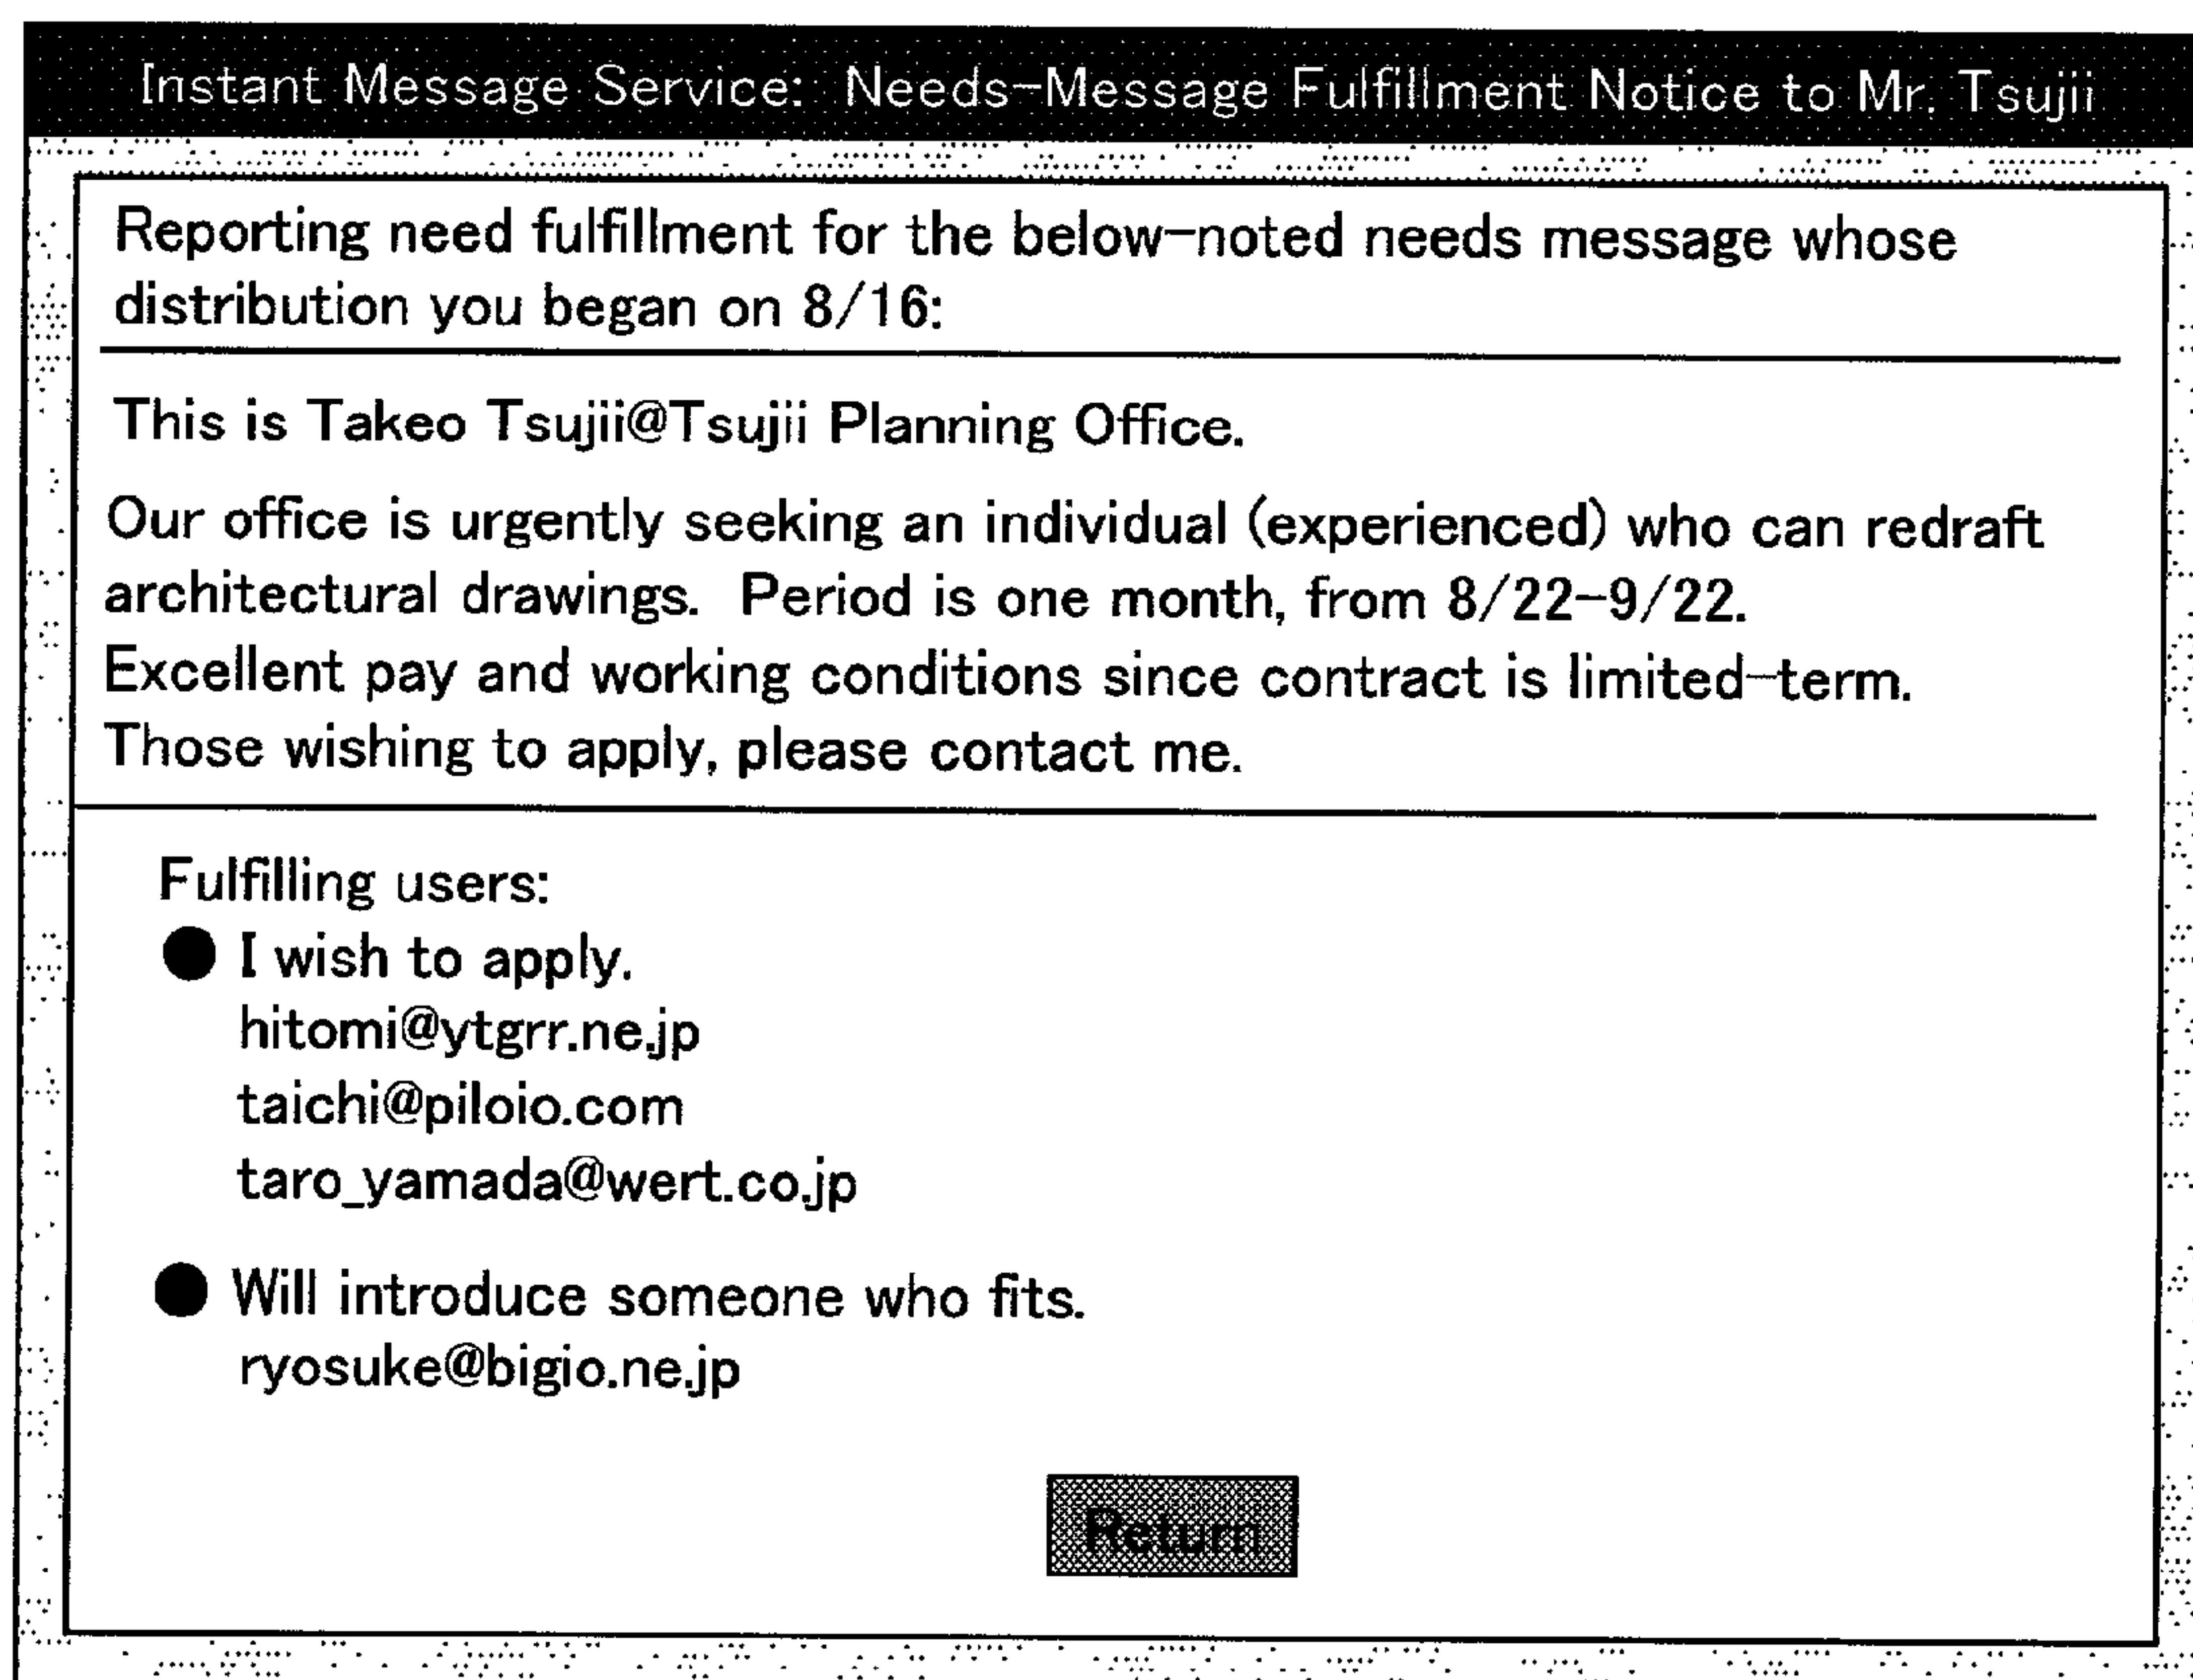 Instant Message Service: Needs-Message Fulfillment Notice to Mr. Tsujii
Reporting need fulfillment for the below-noted needs message whose
distribution you began on 8/16:
This is Takeo Tsujii@Tsujii Planning Office.
Our office is urgently seeking an individual (experienced) who can redraft
architectural drawings. Period is one month, from 8/22-9/22.
Excellent pay and working conditions since contract is limited-term.
Those wishing to apply, please contact me.
Fulfilling users:
● I wish to apply.
hitomi@ytgrr.ne.jp
taichi@piloio.com
taro_yamada@wert.co.jp
● Will introduce someone who fits.
ryosuke@bigio.ne.jp
Return